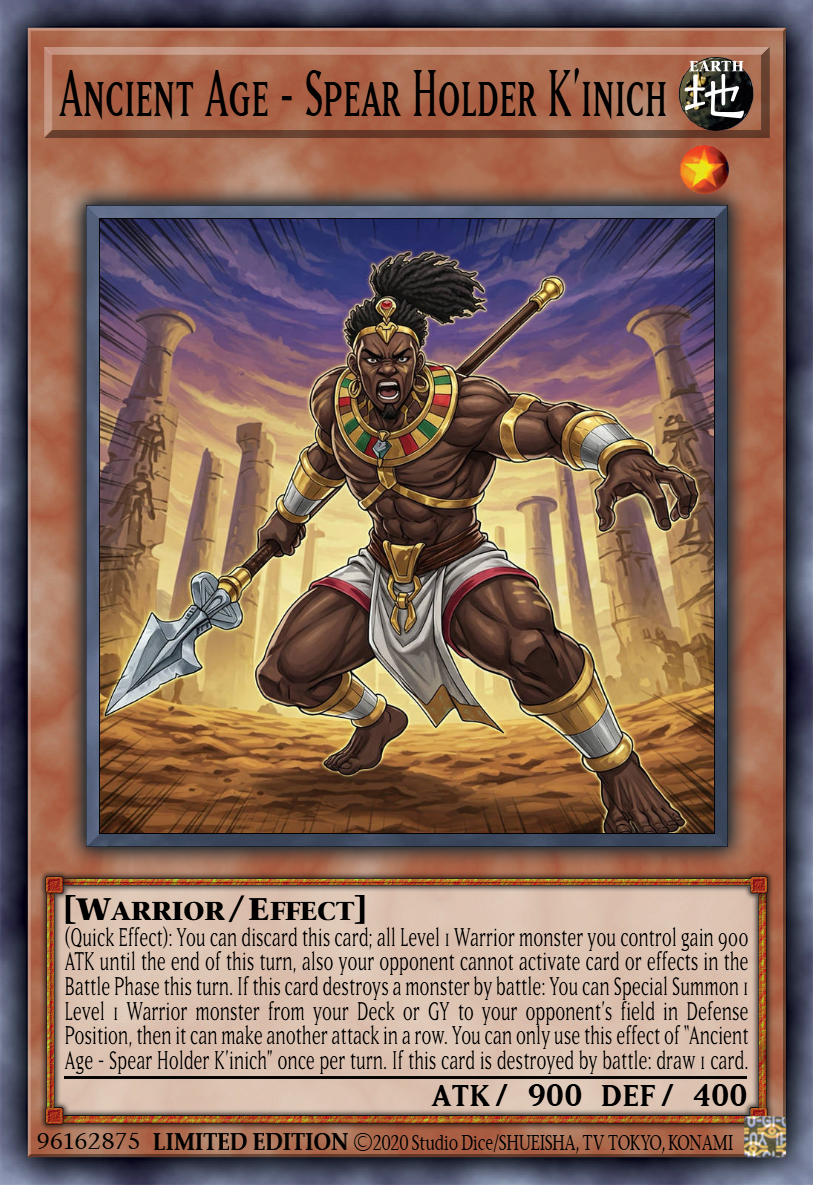 Ancient Age - Spear Holder K'inich
EARTH
地
[Warrior/Effect]
(Quick Effect): You can discard this card; all Level 1 Warrior monster you control gain 900
ATK until the end of this turn, also your opponent cannot activate card or effects in the
Battle Phase this turn. If this card destroys a monster by battle: You can Special Summon 1
Level 1 Warrior monster from your Deck or GY to your opponent's field in Defense
Position, then it can make another attack in a row. You can only use this effect of "Ancient
Age - Spear Holder K'inich" once per turn. If this card is destroyed by battle: draw 1 card.
ATK/ 900 DEF/ 400
96162875 LIMITED EDITION ©2020 Studio Dice/SHUEISHA, TV TOKYO, KONAMI